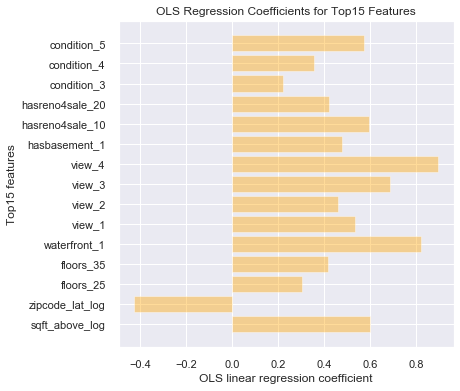 OLS Regression Coefficients for Top15 Features
condition_5
condition_4
condition_3
hasreno4sale_20
hasreno4sale_10
hasbasement_1
view_4
view_3
view_2
view_1
waterfront_1
floors_35
floors_25
zipcode_lat_log
sqft_above_log
Top15 features
−0.4 −0.2 0.0 0.2 0.4 0.6 0.8
OLS linear regression coefficient